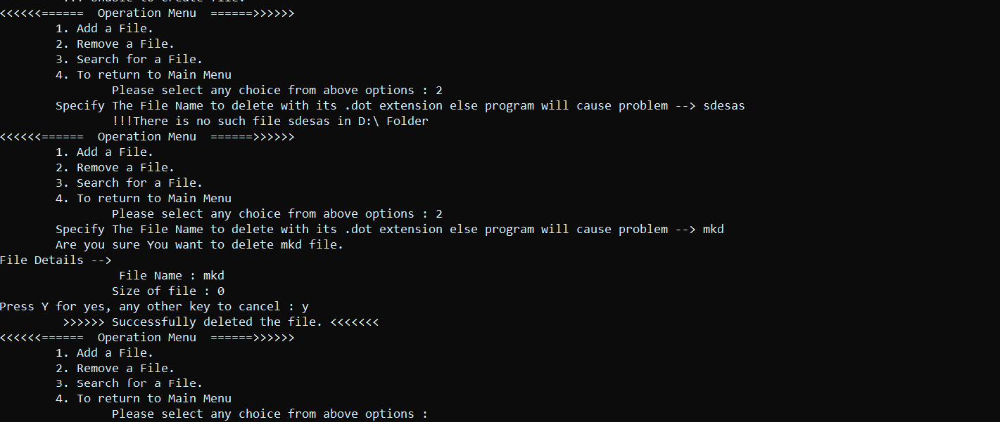 !!! Unable to create file.
<<<<<<====== Operation Menu ======>>>>>>
1. Add a File.
2. Remove a File.
3. Search for a File.
4. To return to Main Menu
Please select any choice from above options : 2
Specify The File Name to delete with its .dot extension else program will cause problem --> sdesas
!!!There is no such file sdesas in D:\ Folder
<<<<<<====== Operation Menu ======>>>>>>
1. Add a File.
2. Remove a File.
3. Search for a File.
4. To return to Main Menu
Please select any choice from above options : 2
Specify The File Name to delete with its .dot extension else program will cause problem --> mkd
Are you sure You want to delete mkd file.
File Details -->
File Name : mkd
Size of file : 0
Press Y for yes, any other key to cancel : y
>>>>>> Successfully deleted the file. <<<<<<<
<<<<<<====== Operation Menu ======>>>>>>
1. Add a File.
2. Remove a File.
3. Search for a File.
4. To return to Main Menu
Please select any choice from above options :